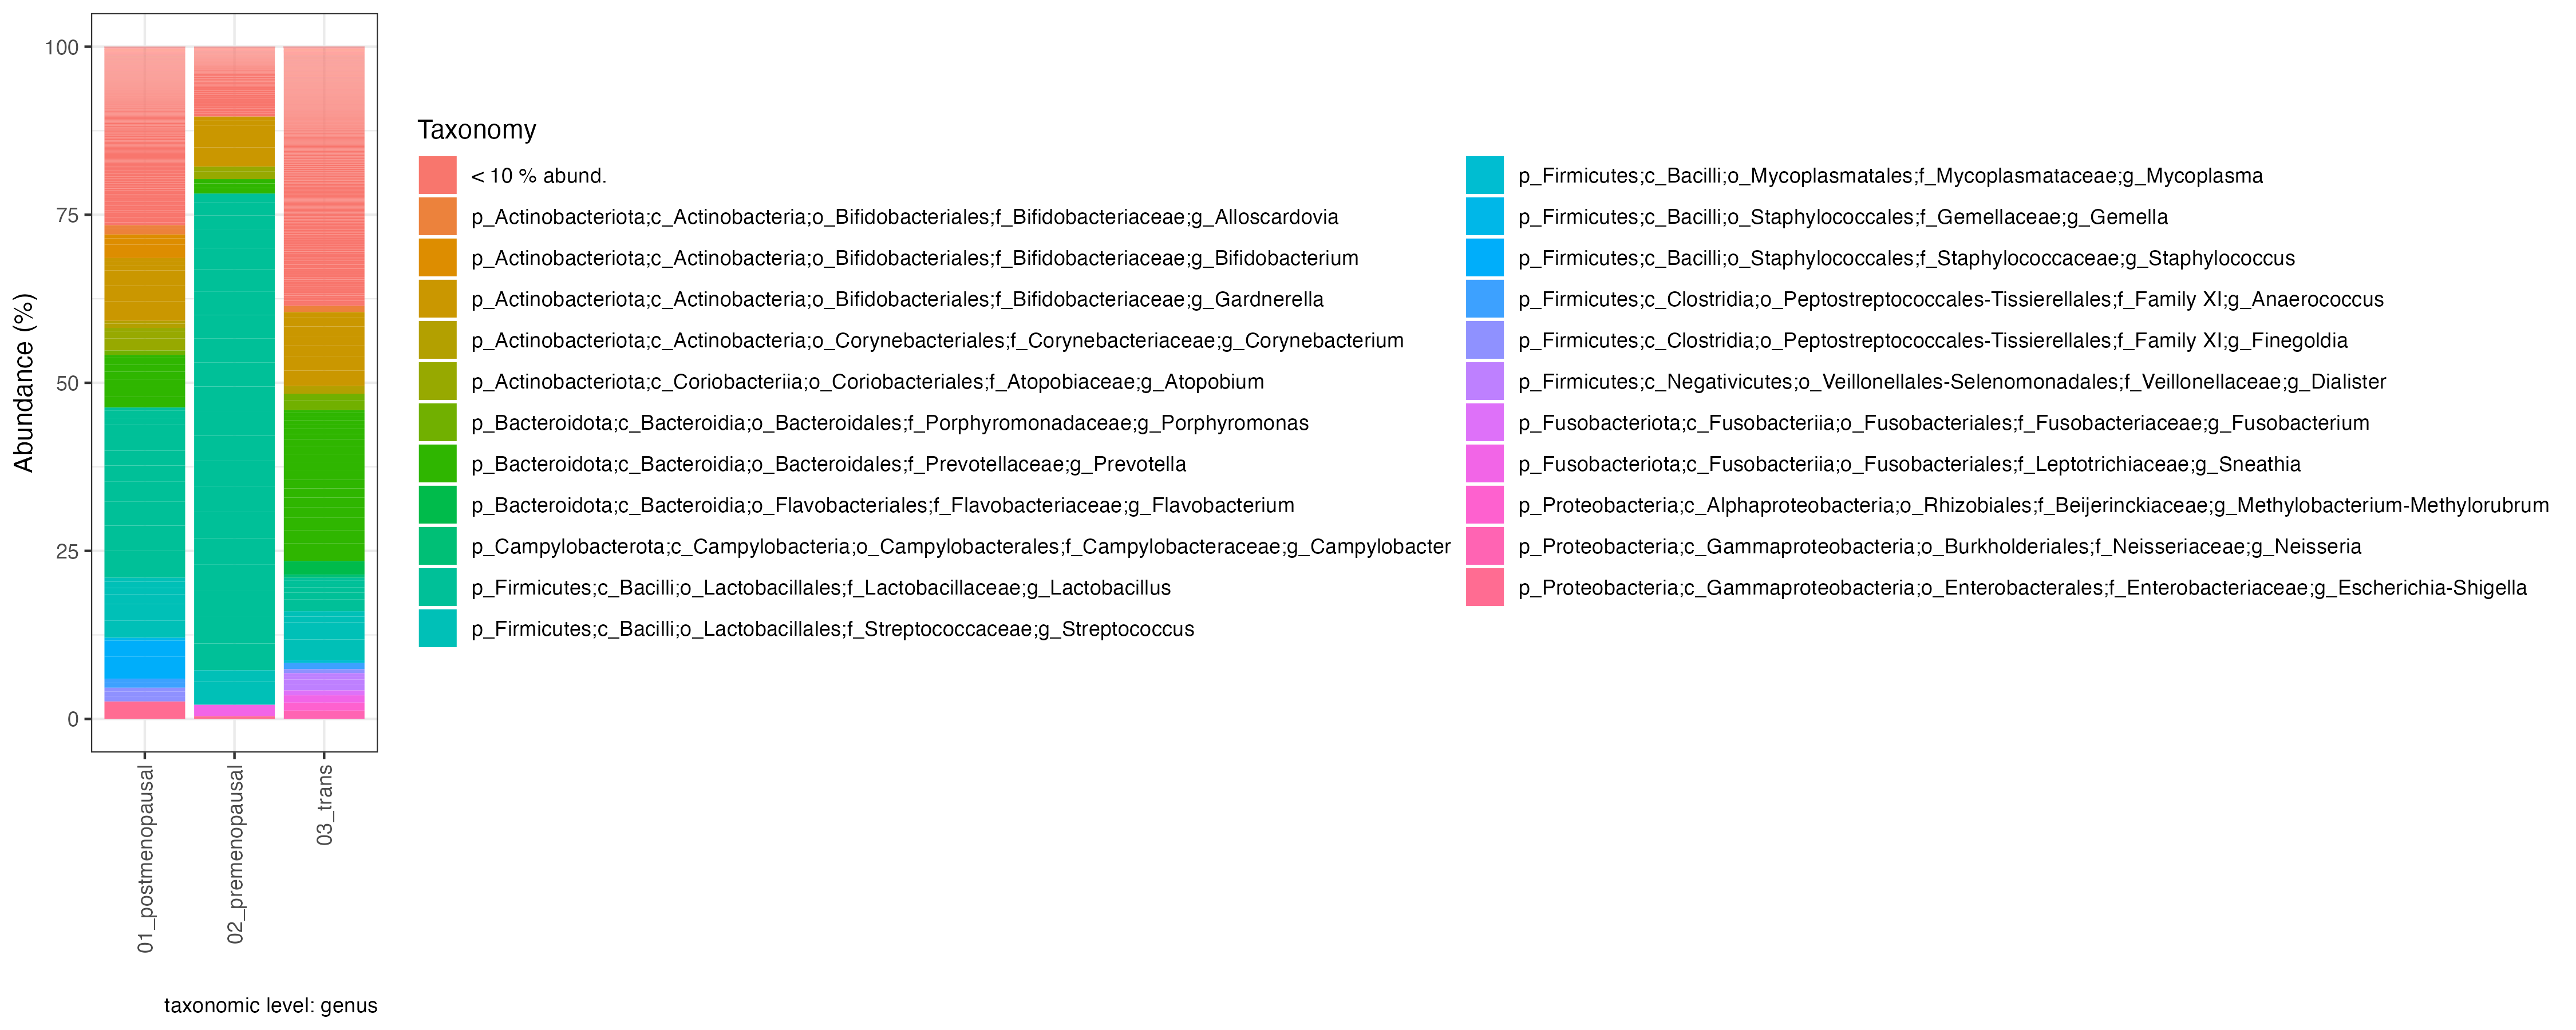 Abundance (%)
100
75
50
25
0
01_postmenopausal
02_premenopausal
03_trans
taxonomic level: genus
Taxonomy
< 10 % abund.
p_Actinobacteriota;c_Actinobacteria;o_Bifidobacteriales;f_Bifidobacteriaceae;g_Alloscardovia
p_Actinobacteriota;c_Actinobacteria;o_Bifidobacteriales;f_Bifidobacteriaceae;g_Bifidobacterium
p_Actinobacteriota;c_Actinobacteria;o_Bifidobacteriales;f_Bifidobacteriaceae;g_Gardnerella
p_Actinobacteriota;c_Actinobacteria;o_Corynebacteriales;f_Corynebacteriaceae;g_Corynebacterium
p_Actinobacteriota;c_Coriobacteriia;o_Coriobacteriales;f_Atopobiaceae;g_Atopobium
p_Bacteroidota;c_Bacteroidia;o_Bacteroidales;f_Porphyromonadaceae;g_Porphyromonas
p_Bacteroidota;c_Bacteroidia;o_Bacteroidales;f_Prevotellaceae;g_Prevotella
p_Bacteroidota;c_Bacteroidia;o_Flavobacteriales;f_Flavobacteriaceae;g_Flavobacterium
p_Campylobacterota;c_Campylobacteria;o_Campylobacterales;f_Campylobacteraceae;g_Campylobacter
p_Firmicutes;c_Bacilli;o_Lactobacillales;f_Lactobacillaceae;g_Lactobacillus
p_Firmicutes;c_Bacilli;o_Lactobacillales;f_Streptococcaceae;g_Streptococcus
p_Firmicutes;c_Bacilli;o_Mycoplasmatales;f_Mycoplasmataceae;g_Mycoplasma
p_Firmicutes;c_Bacilli;o_Staphylococcales;f_Gemellaceae;g_Gemella
p_Firmicutes;c_Bacilli;o_Staphylococcales;f_Staphylococcaceae;g_Staphylococcus
p_Firmicutes;c_Clostridia;o_Peptostreptococcales-Tissierellales;f_Family XI;g_Anaerococcus
p_Firmicutes;c_Clostridia;o_Peptostreptococcales-Tissierellales;f_Family XI;g_Finegoldia
p_Firmicutes;c_Negativicutes;o_Veillonellales-Selenomonadales;f_Veillonellaceae;g_Dialister
p_Fusobacteriota;c_Fusobacteriia;o_Fusobacteriales;f_Fusobacteriaceae;g_Fusobacterium
p_Fusobacteriota;c_Fusobacteriia;o_Fusobacteriales;f_Leptotrichiaceae;g_Sneathia
p_Proteobacteria;c_Alphaproteobacteria;o_Rhizobiales;f_Beijerinckiaceae;g_Methylobacterium-Methylorubrum
p_Proteobacteria;c_Gammaproteobacteria;o_Burkholderiales;f_Neisseriaceae;g_Neisseria
p_Proteobacteria;c_Gammaproteobacteria;o_Enterobacterales;f_Enterobacteriaceae;g_Escherichia-Shigella